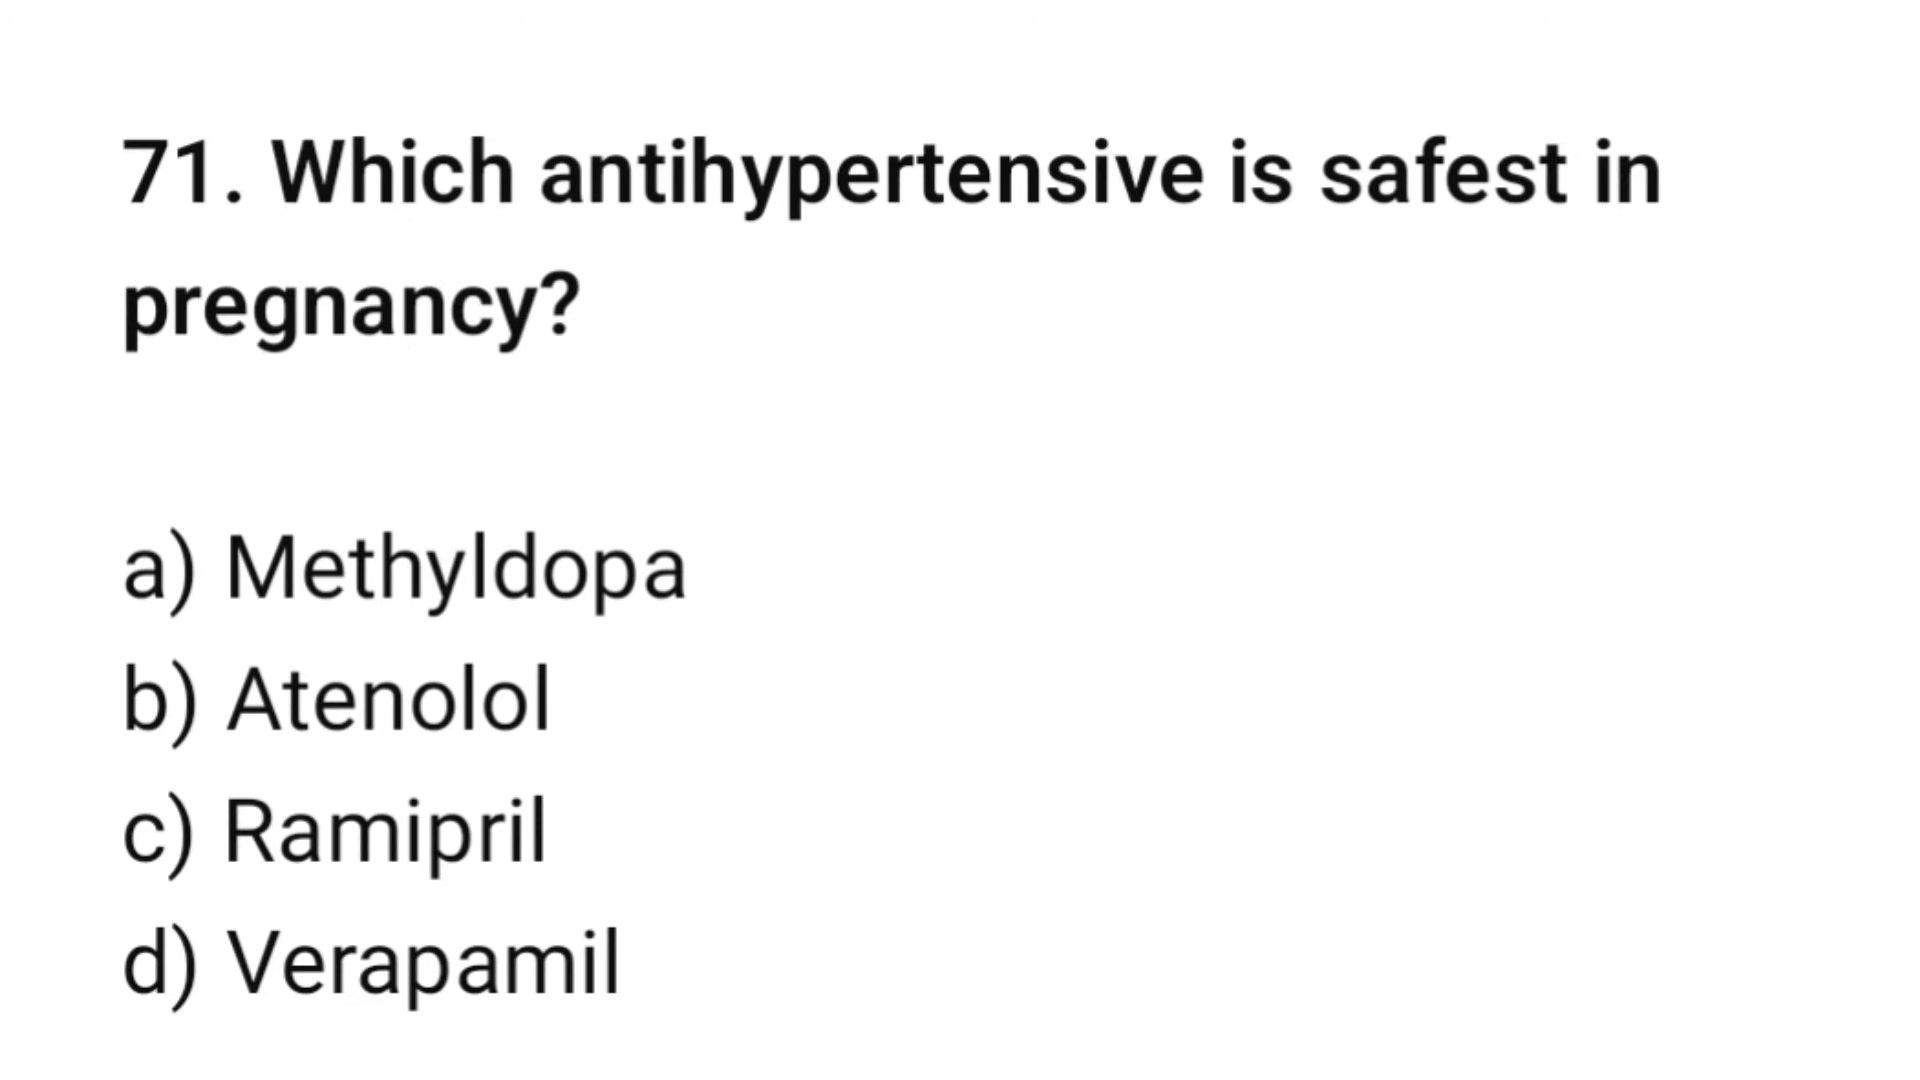 71. Which antihypertensive is safest in
pregnancy?
a) Methyldopa
b) Atenolol
c) Ramipril
d) Verapamil